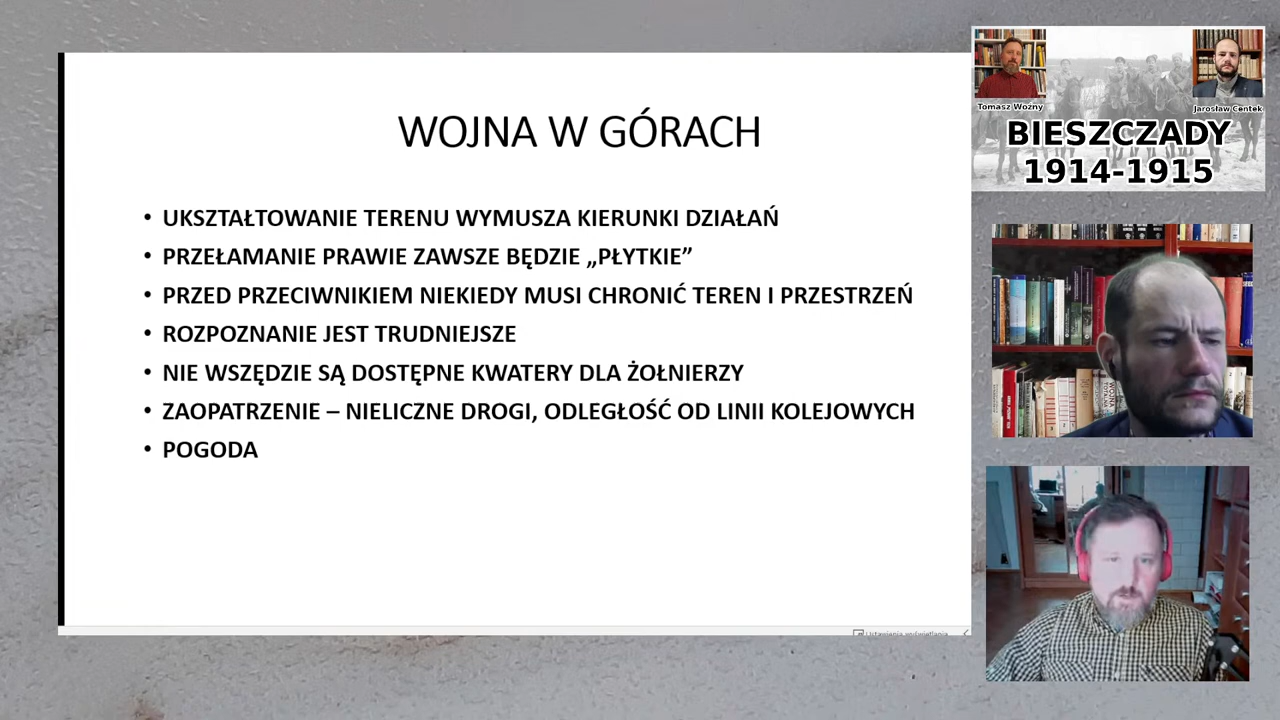 WOJNA W GÓRACH
• UKSZTAŁTOWANIE TERENU WYMUSZA KIERUNKI DZIAŁAŃ
• PRZEŁAMANIE PRAWIE ZAWSZE BĘDZIE „PŁYTKIE”
• PRZED PRZECIWNIKIEM NIEKIEDY MUSI CHRONIĆ TEREN I PRZESTRZEŃ
• ROZPOZNANIE JEST TRUDNIEJSZE
• NIE WSZĘDZIE SĄ DOSTĘPNE KWATERY DLA ŻOŁNIERZY
• ZAOPATRZENIE – NIELICZNE DROGI, ODLEGŁOŚĆ OD LINII KOLEJOWYCH
• POGODA
Ustawienia wyświetlania
Tomasz Woźny
Jarosław Centek
BIESZCZADY
1914-1915